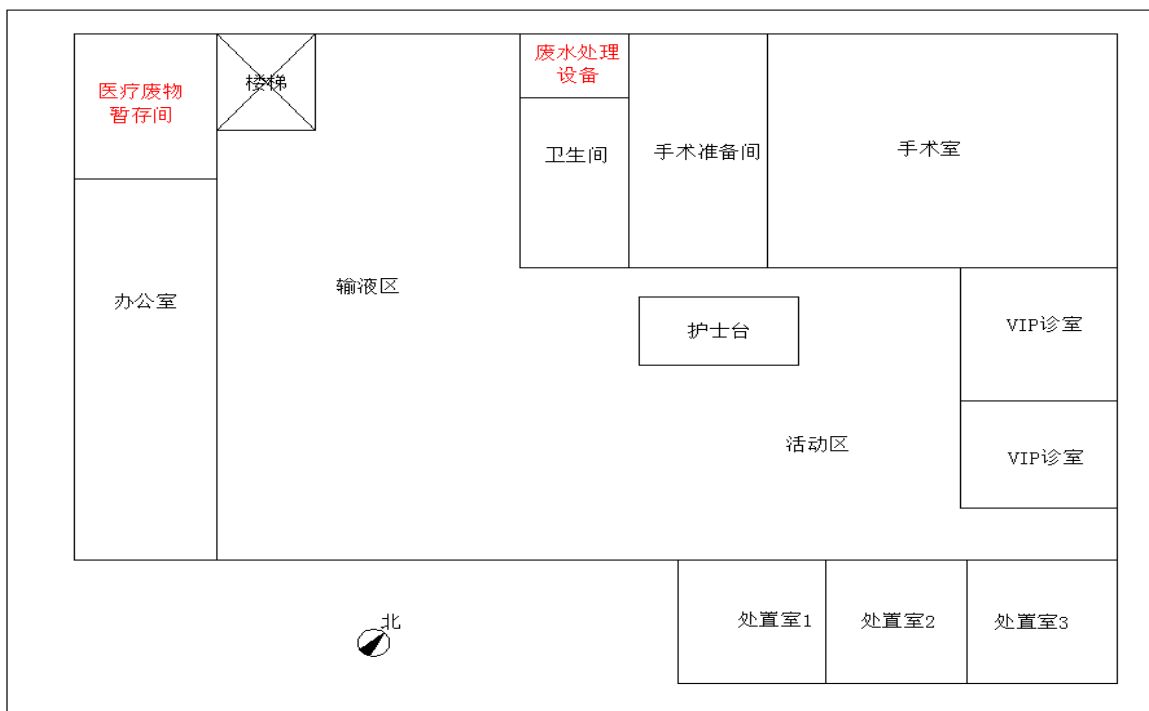 医疗废物
暂存间
楼梯
废水处理
设备
卫生间
手术准备间
手术室
办公室
输液区
护士台
VIP诊室
活动区
VIP诊室
处置室1
处置室2
处置室3
北